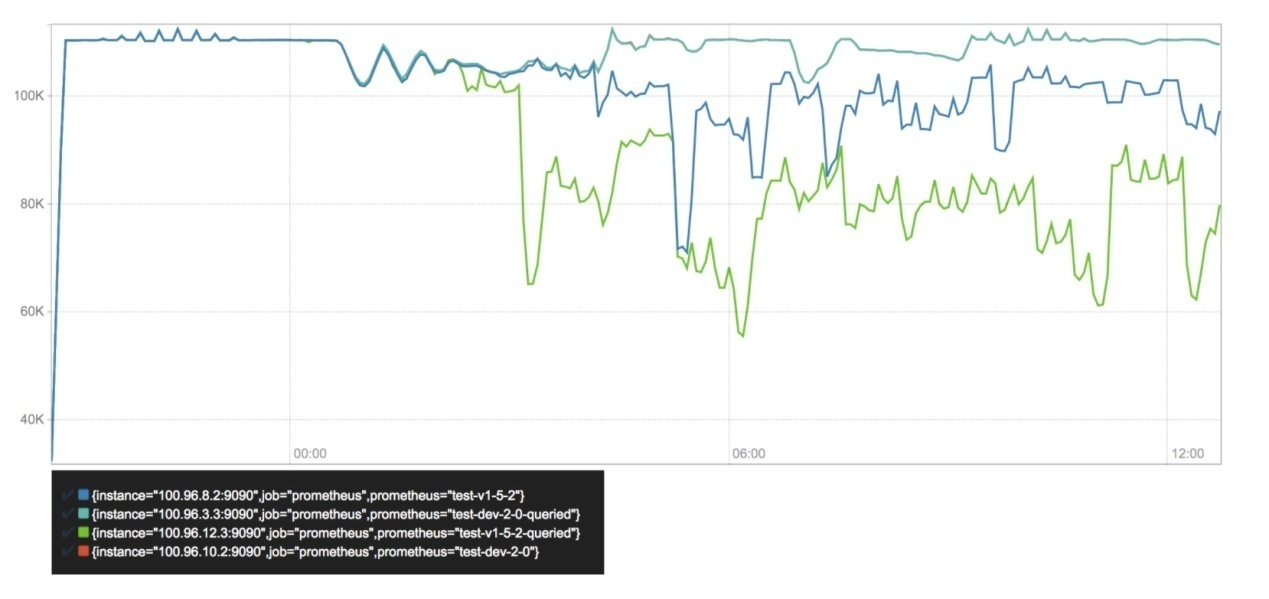 100K
80K
60K
40K
00:00 06:00 12:00
{instance="100.96.8.2:9090",job="prometheus",prometheus="test-v1-5-2"}
{instance="100.96.3.3:9090",job="prometheus",prometheus="test-dev-2-0-queried"}
{instance="100.96.12.3:9090",job="prometheus",prometheus="test-v1-5-2-queried"}
{instance="100.96.10.2:9090",job="prometheus",prometheus="test-dev-2-0"}